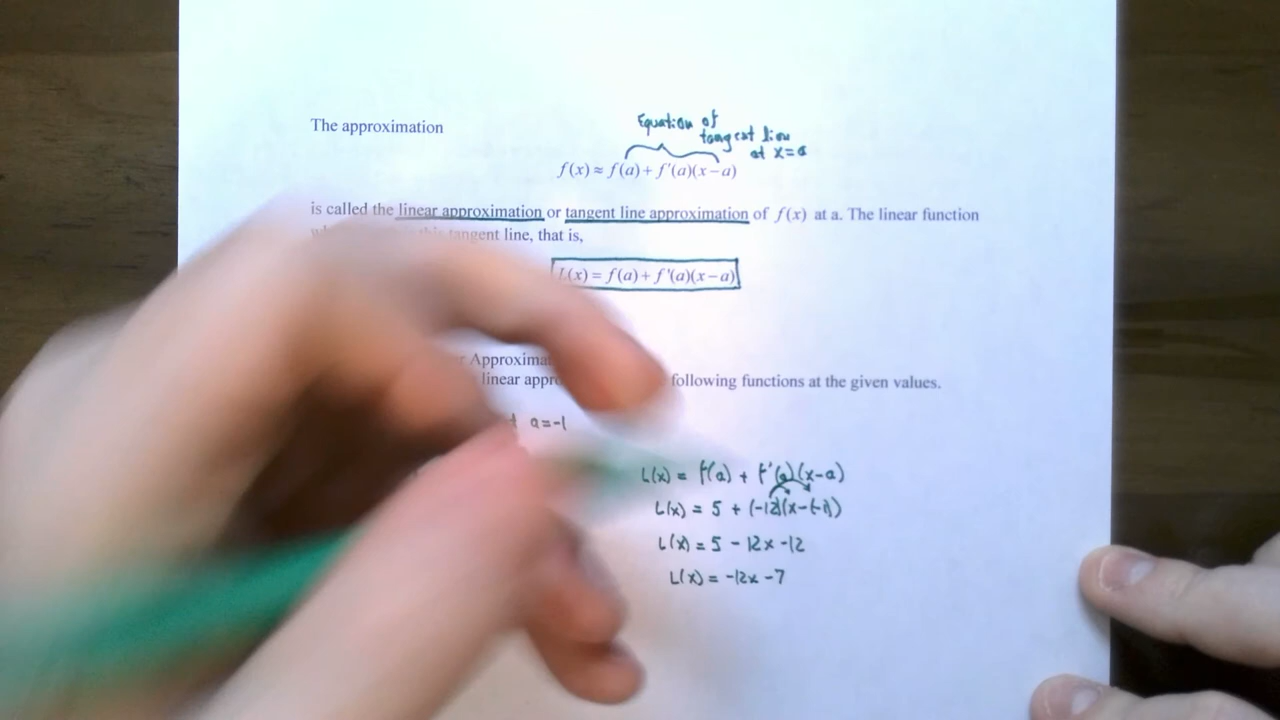 The approximation
Equation of
tangent line
at x=a
f(x) ≈ f(a) + f'(a)(x-a)
is called the linear approximation or tangent line approximation of f(x) at a. The linear function
this tangent line, that is,
L(x) = f(a) + f'(a)(x-a)
Approxima
linear appro following functions at the given values.
a=-1
L(x) = f(a) + f'(a)(x-a)
L(x) = 5 + (-12)(x-(-1))
L(x) = 5 - 12x -12
L(x) = -12x -7